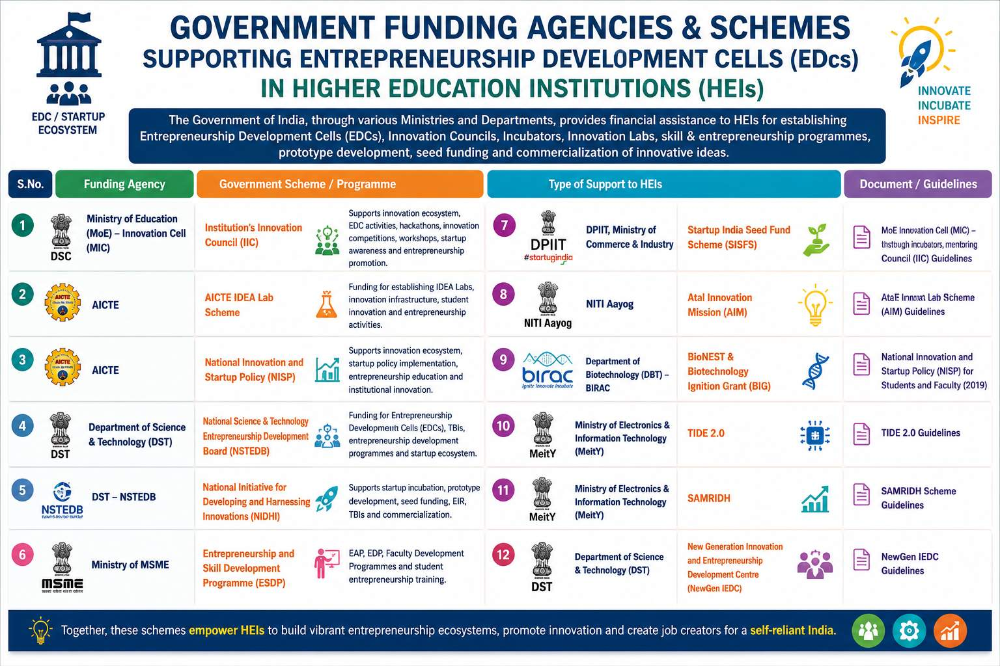 GOVERNMENT FUNDING AGENCIES & SCHEMES
SUPPORTING ENTREPRENEURSHIP DEVELOPMENT CELLS (EDcs)
IN HIGHER EDUCATION INSTITUTIONS (HEIs)
EDC / STARTUP
ECOSYSTEM
INNOVATE
INCUBATE
INSPIRE
The Government of India, through various Ministries and Departments, provides financial assistance to HEIs for establishing
Entrepreneurship Development Cells (EDCs), Innovation Councils, Incubators, Innovation Labs, skill & entrepreneurship programmes,
prototype development, seed funding and commercialization of innovative ideas.
S.No.
Funding Agency
Government Scheme / Programme
Type of Support to HEIs
Document / Guidelines
1
DSC
Ministry of Education
(MoE) – Innovation Cell
(MIC)
Institution's Innovation
Council (IIC)
Supports innovation ecosystem,
EDC activities, hackathons, innovation
competitions, workshops, startup
awareness and entrepreneurship
promotion.
7
DPIIT
#startugindia
DPIIT, Ministry of
Commerce & Industry
Startup India Seed Fund
Scheme (SISFS)
MoE Innovation Cell (MIC) –
incubators, mentoring
Council (IIC) Guidelines
2
AICTE
AICTE
AICTE IDEA Lab
Scheme
Funding for establishing IDEA Labs,
innovation infrastructure, student
innovation and entrepreneurship
activities.
8
NITI Aayog
NITI Aayog
Atal Innovation
Mission (AIM)
Lab Scheme
(AIM) Guidelines
3
AICTE
AICTE
National Innovation and
Startup Policy (NISP)
Supports innovation ecosystem,
startup policy implementation,
entrepreneurship education and
institutional innovation.
9
birac
Ignite Innovate Incubate
Department of
Biotechnology (DBT) –
BIRAC
BioNEST &
Biotechnology
Ignition Grant (BIG)
National Innovation and
Startup Policy (NISP) for
Students and Faculty (2019)
4
DST
Department of Science
& Technology (DST)
National Science & Technology
Entrepreneurship Development
Board (NSTEDB)
Funding for Entrepreneurship
Development Cells (EDCs), TBIs,
entrepreneurship development
programmes and startup ecosystem.
10
MeitY
Ministry of Electronics &
Information Technology
(MeitY)
TIDE 2.0
TIDE 2.0 Guidelines
5
NSTEDB
DST – NSTEDB
National Initiative for
Developing and Harnessing
Innovations (NIDHI)
Supports startup incubation, prototype
development, seed funding, EIR,
TBIs and commercialization.
11
MeitY
Ministry of Electronics &
Information Technology
(MeitY)
SAMRIDH
SAMRIDH Scheme
Guidelines
6
MSME
Ministry of MSME
Entrepreneurship and
Skill Development
Programme (ESDP)
EAP, EDP, Faculty Development
Programmes and student
entrepreneurship training.
12
DST
Department of Science
& Technology (DST)
New Generation Innovation
and Entrepreneurship
Development Centre
(NewGen IEDC)
NewGen IEDC
Guidelines
Together, these schemes empower HEIs to build vibrant entrepreneurship ecosystems, promote innovation and create job creators for a self-reliant India.